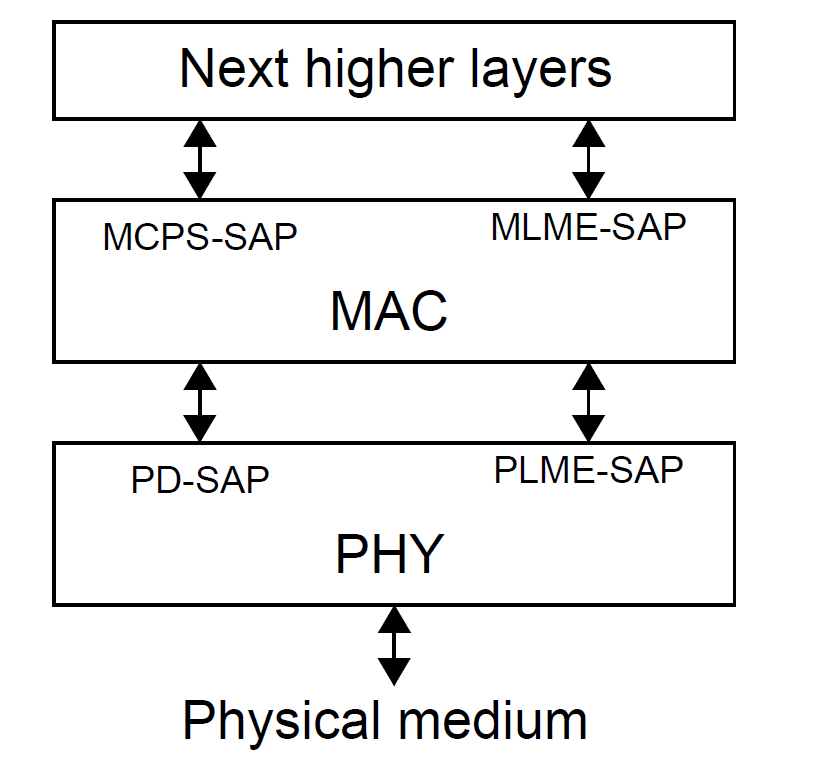 Next higher layers
MCPS-SAP
MLME-SAP
MAC
PD-SAP
PLME-SAP
PHY
Physical medium